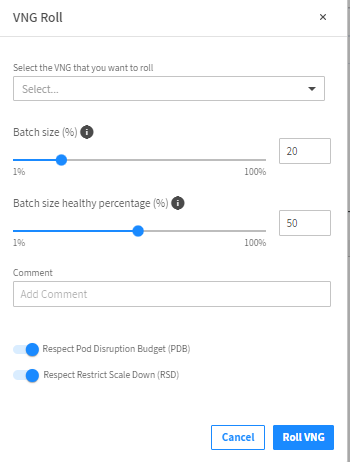 VNG Roll
×
Select the VNG that you want to roll
Select...
Batch size (%) i
20
1% 100%
Batch size healthy percentage (%) i
50
1% 100%
Comment
Add Comment
Respect Pod Disruption Budget (PDB)
Respect Restrict Scale Down (RSD)
Cancel Roll VNG